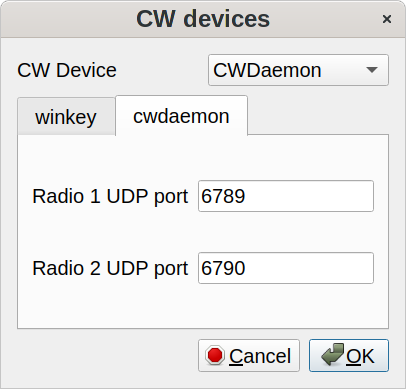 CW devices
CW Device CWDaemon
winkey cwdaemon
Radio 1 UDP port 6789
Radio 2 UDP port 6790
Cancel OK